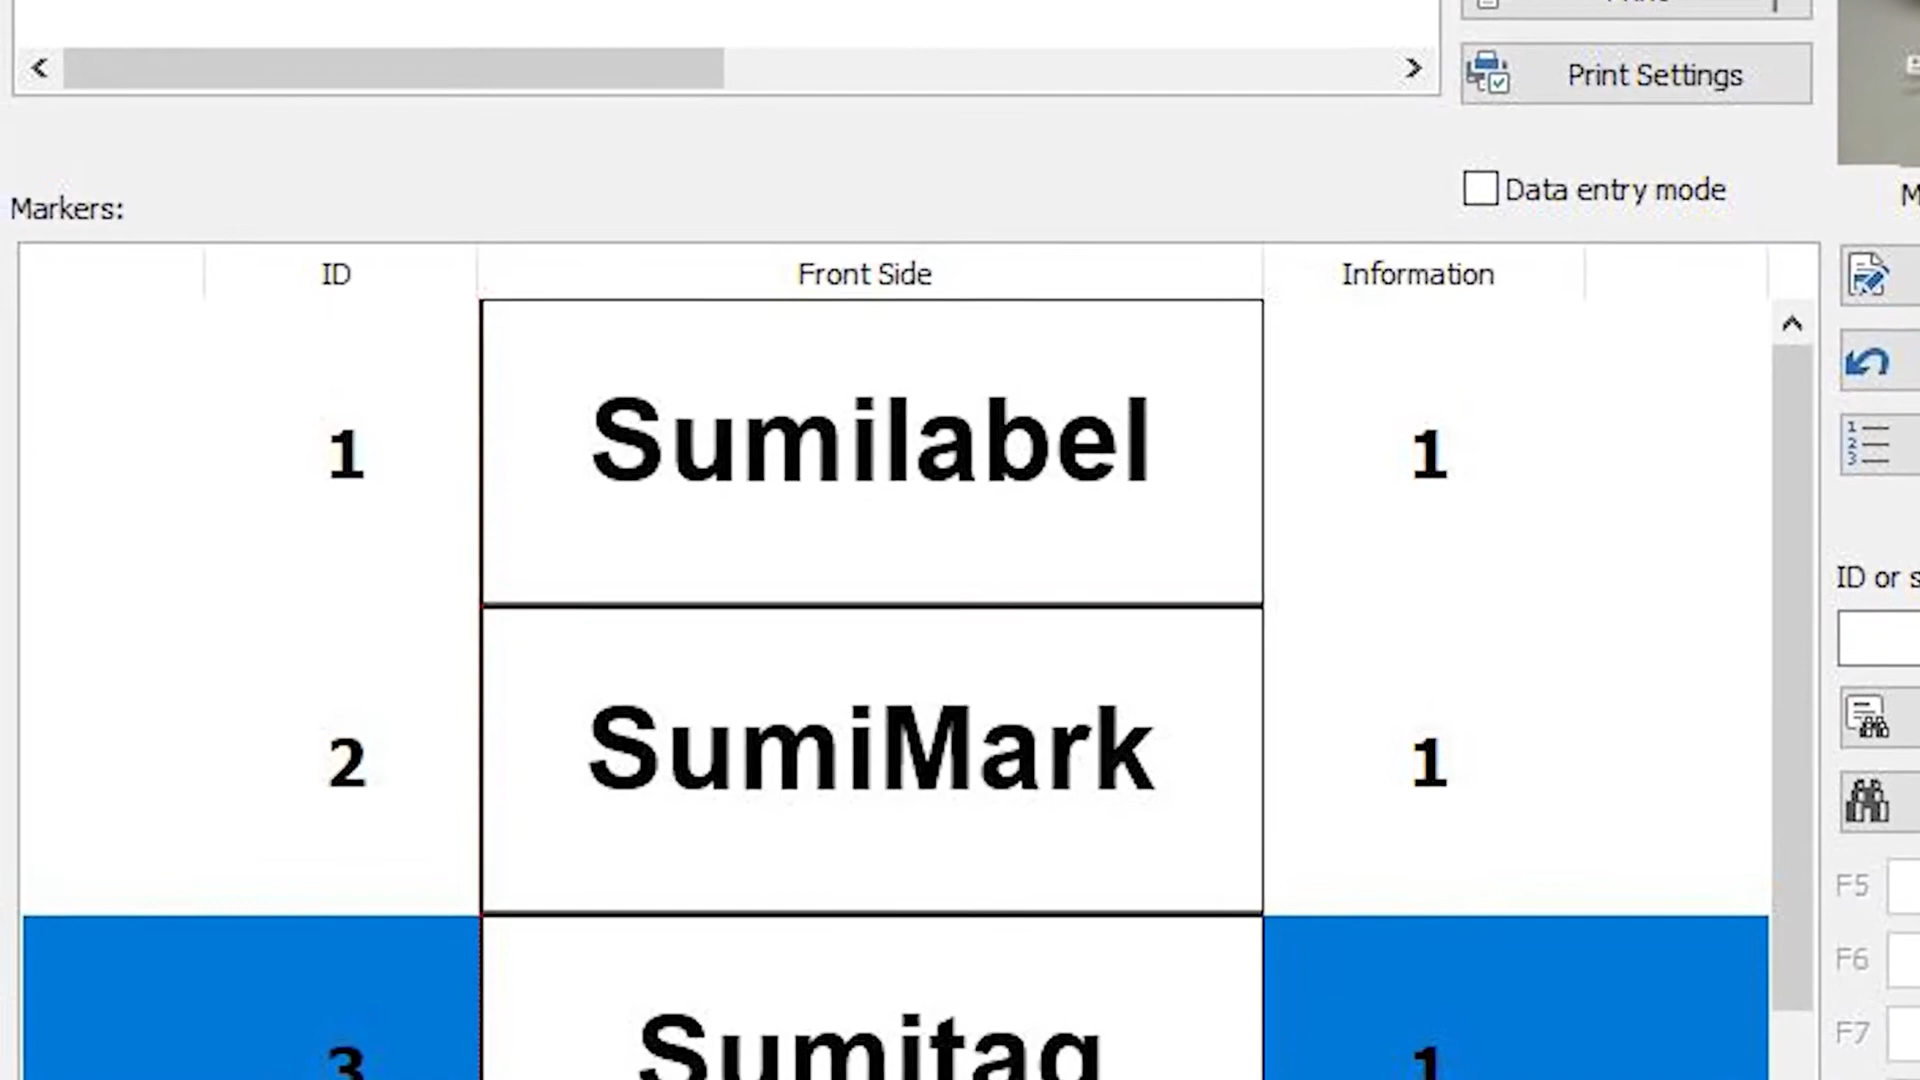 Print Settings
Data entry mode
Markers:
ID Front Side Information
1 Sumilabel 1
2 SumiMark 1
ID or
F5
3 Sumitag 1
F6
F7